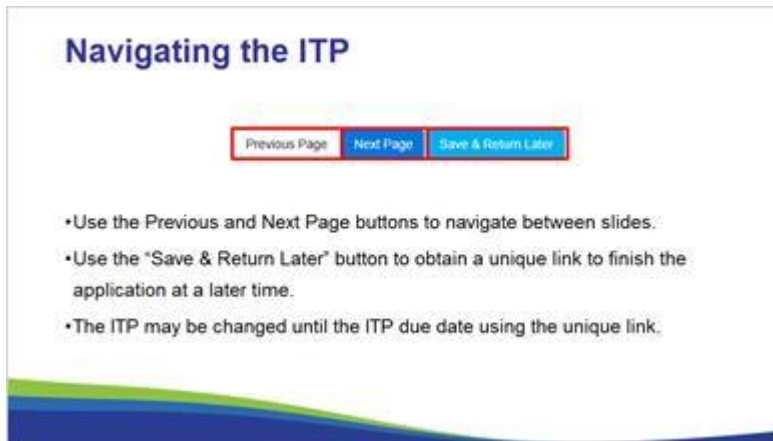 Navigating the ITP
Previous Page Next Page Save & Return Later
•Use the Previous and Next Page buttons to navigate between slides.
•Use the “Save & Return Later” button to obtain a unique link to finish the
application at a later time.
•The ITP may be changed until the ITP due date using the unique link.